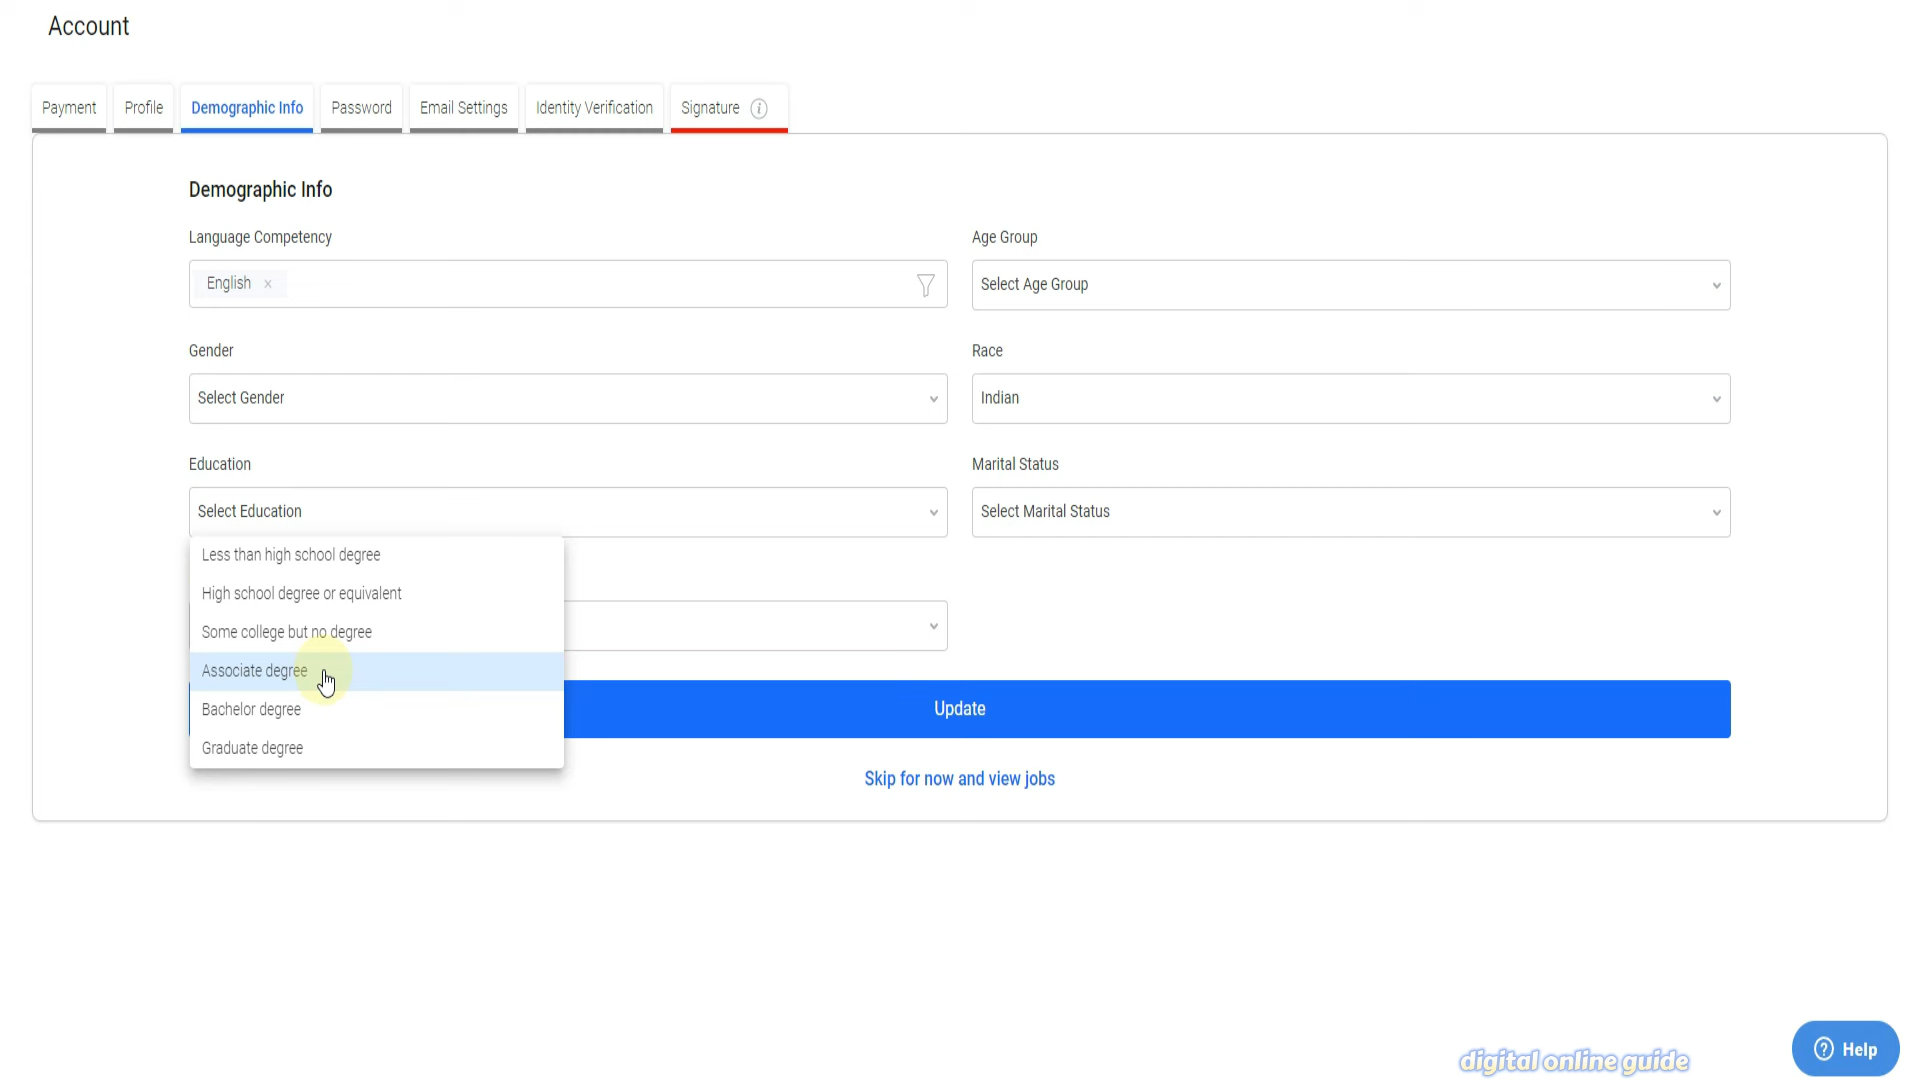 Account
Payment
Profile
Demographic Info
Password
Email Settings
Identity Verification
Signature i
Demographic Info
Language Competency
Age Group
English ×
Select Age Group
Gender
Race
Select Gender
Indian
Education
Marital Status
Select Education
Select Marital Status
Less than high school degree
High school degree or equivalent
Some college but no degree
Associate degree
Bachelor degree
Graduate degree
Update
Skip for now and view jobs
digital online guide
? Help